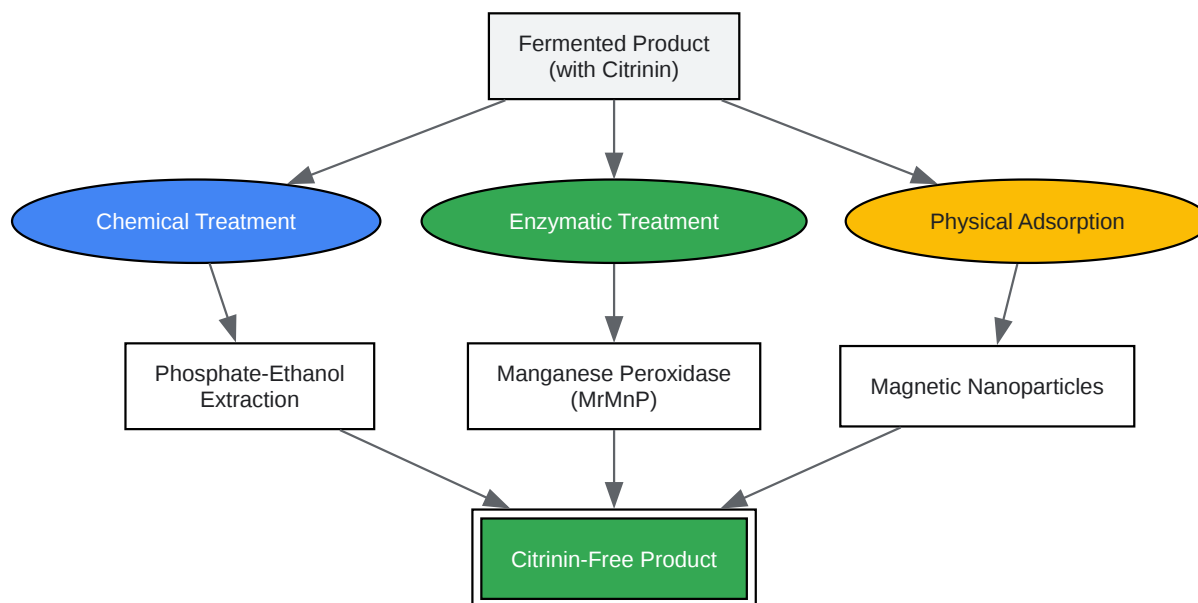 Fermented Product
(with Citrinin)
Chemical Treatment
Enzymatic Treatment
Physical Adsorption
Phosphate-Ethanol
Extraction
Manganese Peroxidase
(MrMnP)
Magnetic Nanoparticles
Citrinin-Free Product